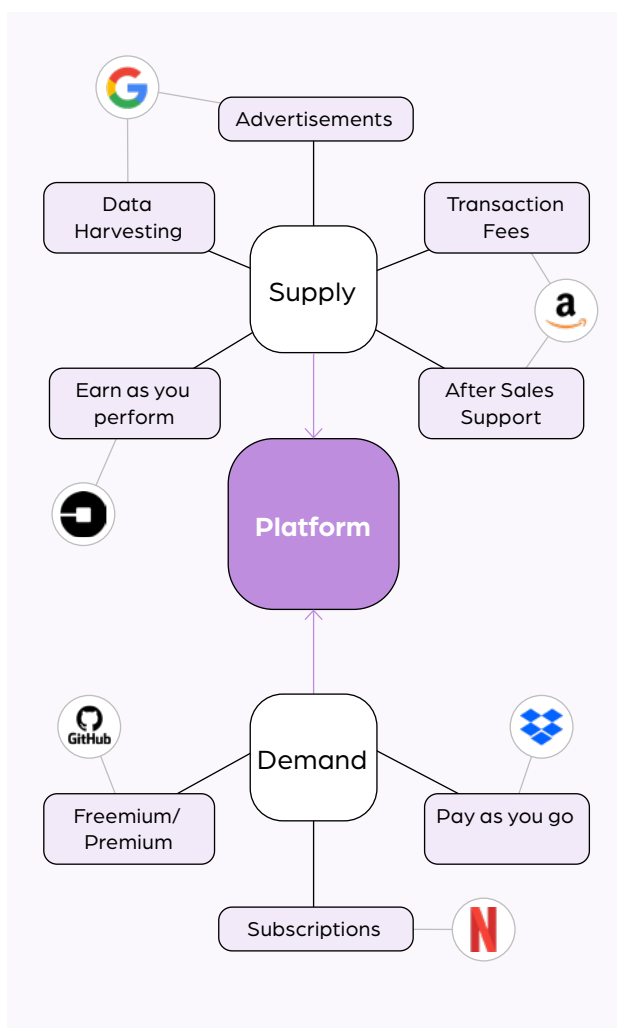 Advertisements
Data
Harvesting
Transaction
Fees
Supply
a
Earn as you
perform
After Sales
Support
Platform
GitHub
Demand
Freemium/
Premium
Pay as you go
Subscriptions